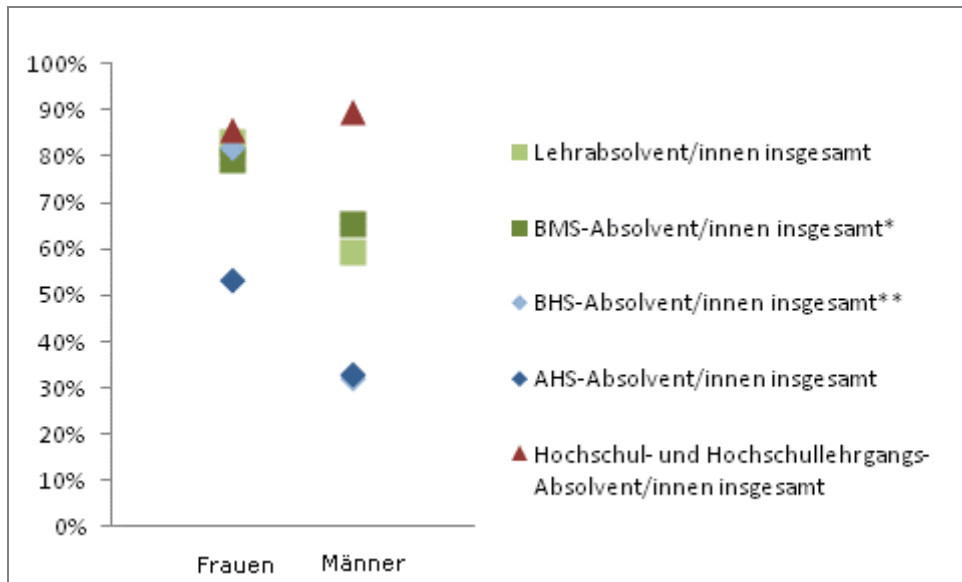 100%
90%
80%
70%
60%
50%
40%
30%
20%
10%
0%
Frauen
Männer
Lehrabsolvent/innen insgesamt
BMS-Absolvent/innen insgesamt*
BHS-Absolvent/innen insgesamt**
AHS-Absolvent/innen insgesamt
Hochschul- und Hochschullehrgangs-
Absolvent/innen insgesamt